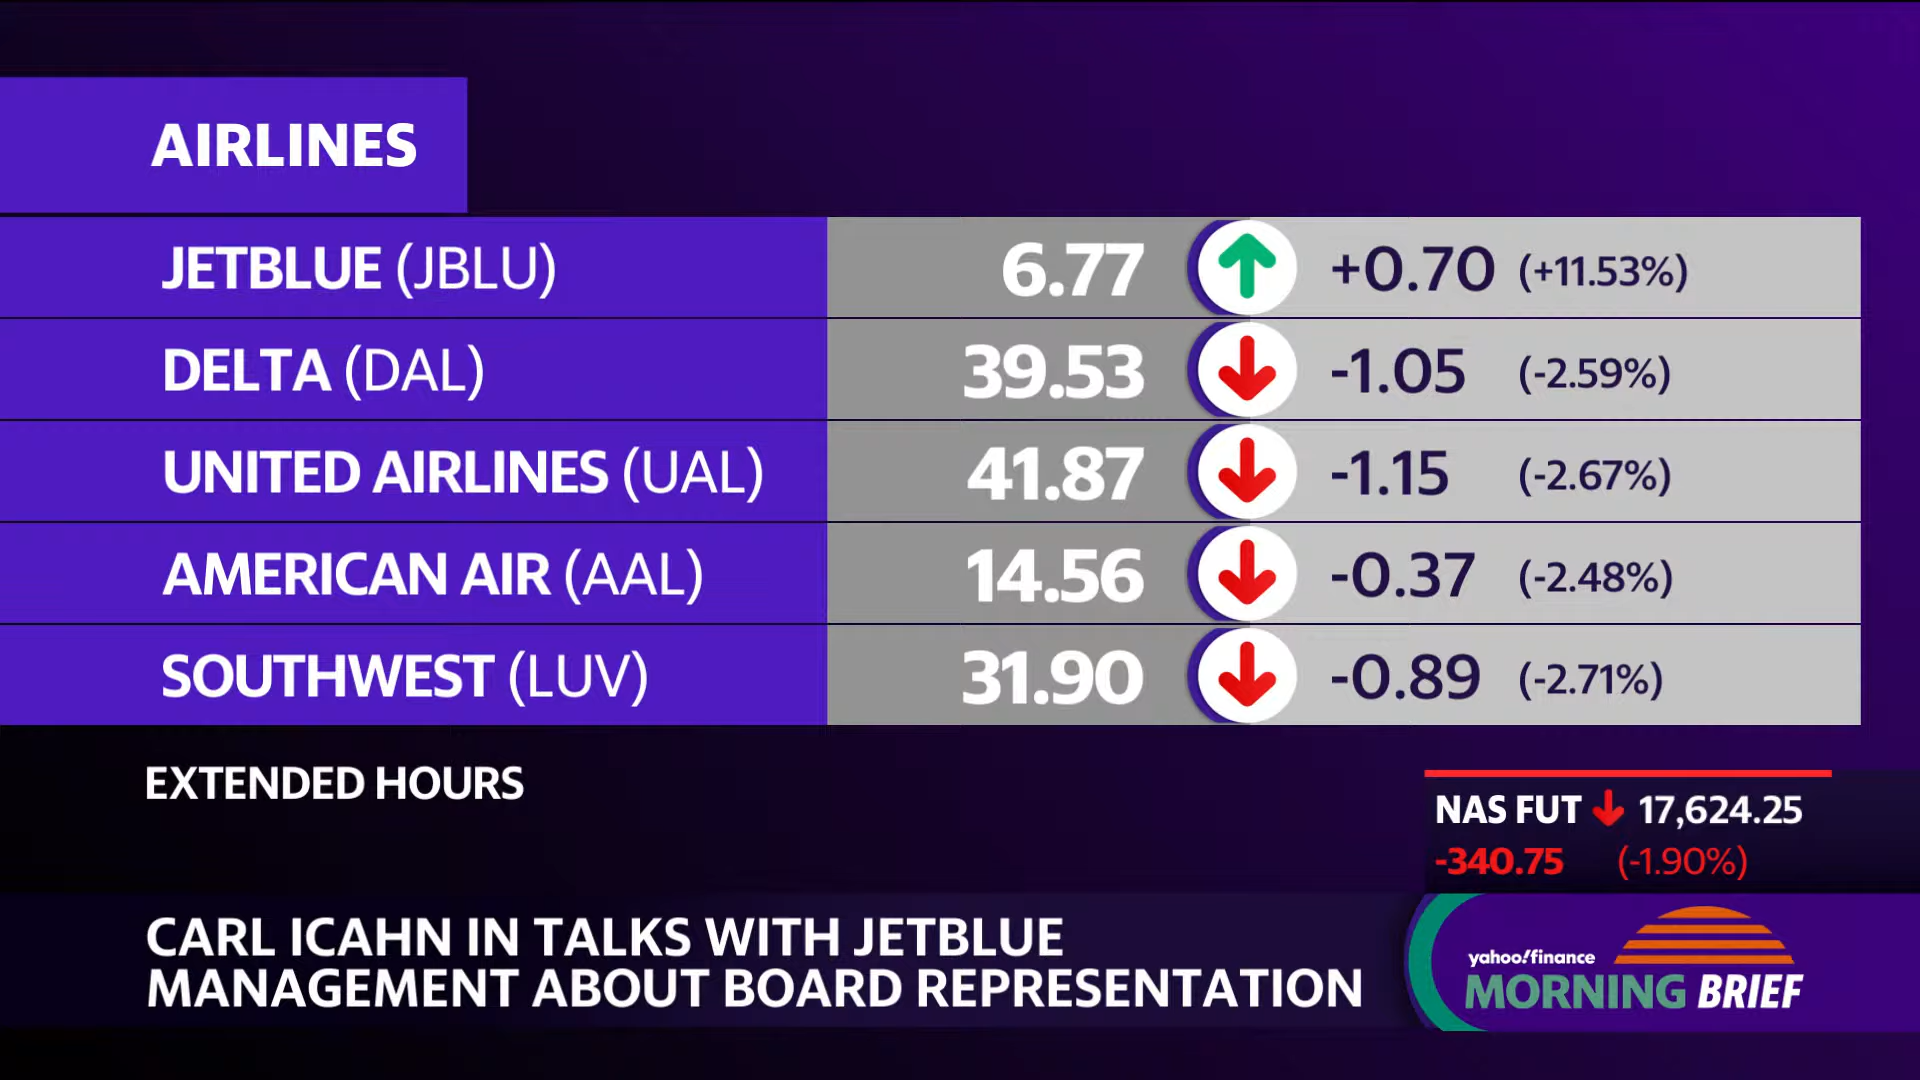 AIRLINES
JETBLUE (JBLU) 6.77 +0.70 (+11.53%)
DELTA (DAL) 39.53 -1.05 (-2.59%)
UNITED AIRLINES (UAL) 41.87 -1.15 (-2.67%)
AMERICAN AIR (AAL) 14.56 -0.37 (-2.48%)
SOUTHWEST (LUV) 31.90 -0.89 (-2.71%)
EXTENDED HOURS
NAS FUT 17,624.25
-340.75 (-1.90%)
CARL ICAHN IN TALKS WITH JETBLUE
MANAGEMENT ABOUT BOARD REPRESENTATION
yahoo!finance
MORNING BRIEF